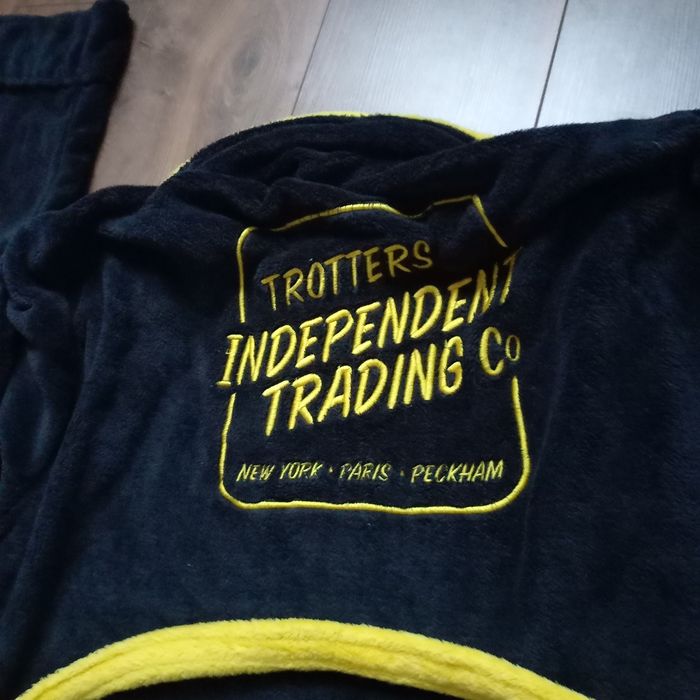 TROTTERS
INDEPENDENT
TRADING Co
NEW YORK · PARIS · PECKHAM